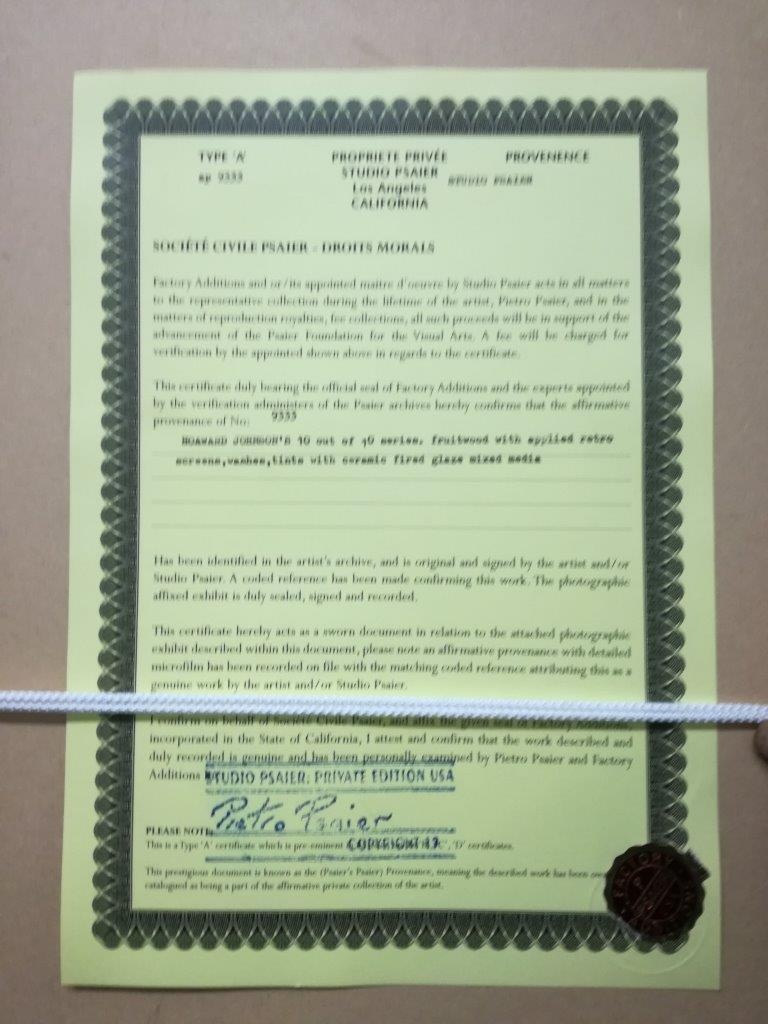 TYPE 'A'
ap 9333
PROPRIETE PRIVÉE
STUDIO PSAIER
Los Angeles
CALIFORNIA
PROVENENCE
STUDIO PSAIER
SOCIÉTÉ CIVILE PSAIER - DROITS MORALS
Factory Additions and or/its appointed maitre d'oeuvre by Studio Psaier acts in all matters
to the representative collection during the lifetime of the artist, Pietro Psaier, and in the
matters of reproduction royalties, fee collections, all such proceeds will be in support of the
advancement of the Psaier Foundation for the Visual Arts. A fee will be charged for
verification by the appointed shown above in regards to the certificate.
This certificate duly bearing the official seal of Factory Additions and the experts appointed
by the verification administers of the Psaier archives hereby confirms that the affirmative
provenance of No: 9333
HOAWARD JOHNSON'S 10 out of 40 series, fruitwood with applied retro
screens,washes,tints with ceramic fired glaze mixed media
Has been identified in the artist's archive, and is original and signed by the artist and/or
Studio Psaier. A coded reference has been made confirming this work. The photographic
affixed exhibit is duly sealed, signed and recorded.
This certificate hereby acts as a sworn document in relation to the attached photographic
exhibit described within this document, please note an affirmative provenance with detailed
microfilm has been recorded on file with the matching coded reference attributing this as a
genuine work by the artist and/or Studio Psaier.
I confirm on behalf of Société Civile Psaier, and affix the given seal of Factory Additions,
incorporated in the State of California, I attest and confirm that the work described and
duly recorded is genuine and has been personally examined by Pietro Psaier and Factory
Additions
STUDIO PSAIER: PRIVATE EDITION USA
Pietro Psaier
PLEASE NOTE
This is a Type 'A' certificate which is pre-eminent 'C', 'D' certificates.
COPYRIGHT
This prestigious document is known as the (Psaier's Psaier) Provenance, meaning the described work has been
catalogued as being a part of the affirmative private collection of the artist.
FACTORY